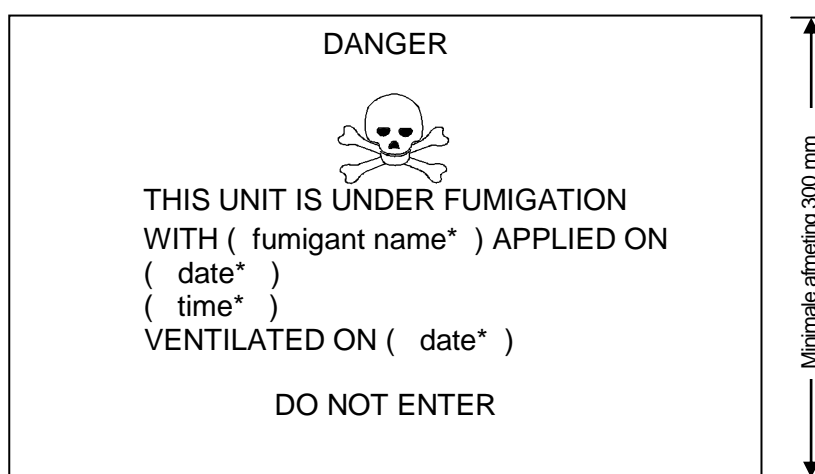 DANGER
THIS UNIT IS UNDER FUMIGATION
WITH ( fumigant name* ) APPLIED ON
( date* )
( time* )
VENTILATED ON ( date* )
DO NOT ENTER
Minimale afmeting 300 mm